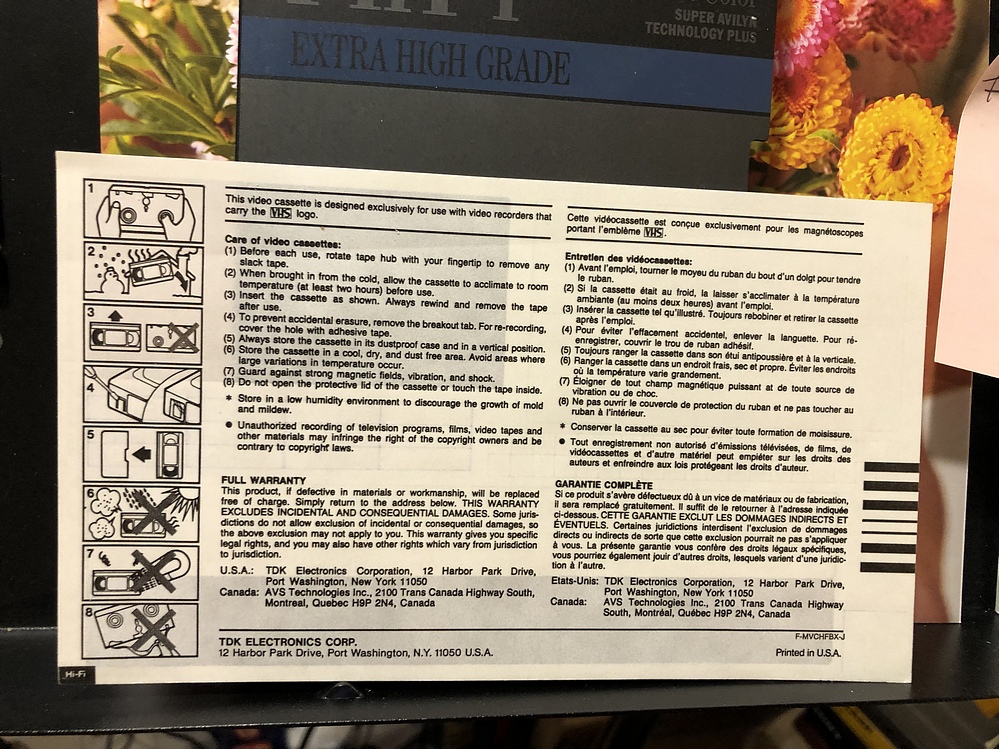 Color
SUPER AVILYN
TECHNOLOGY PLUS
EXTRA HIGH GRADE
1
2
3
4
5
6
7
8
This video cassette is designed exclusively for use with video recorders that
carry the VHS logo.
Care of video cassettes:
(1) Before each use, rotate tape hub with your fingertip to remove any
slack tape.
(2) When brought in from the cold, allow the cassette to acclimate to room
temperature (at least two hours) before use.
(3) Insert the cassette as shown. Always rewind and remove the tape
after use.
(4) To prevent accidental erasure, remove the breakout tab. For re-recording,
cover the hole with adhesive tape.
(5) Always store the cassette in its dustproof case and in a vertical position.
(6) Store the cassette in a cool, dry, and dust free area. Avoid areas where
large variations in temperature occur.
(7) Guard against strong magnetic fields, vibration, and shock.
(8) Do not open the protective lid of the cassette or touch the tape inside.
* Store in a low humidity environment to discourage the growth of mold
and mildew.
● Unauthorized recording of television programs, films, video tapes and
other materials may infringe the right of the copyright owners and be
contrary to copyright laws.
FULL WARRANTY
This product, if defective in materials or workmanship, will be replaced
free of charge. Simply return to the address below. THIS WARRANTY
EXCLUDES INCIDENTAL AND CONSEQUENTIAL DAMAGES. Some juris-
dictions do not allow exclusion of incidental or consequential damages, so
the above exclusion may not apply to you. This warranty gives you specific
legal rights, and you may also have other rights which vary from jurisdiction
to jurisdiction.
U.S.A.: TDK Electronics Corporation, 12 Harbor Park Drive,
Port Washington, New York 11050
Canada: AVS Technologies Inc., 2100 Trans Canada Highway South,
Montreal, Quebec H9P 2N4, Canada
Cette vidéocassette est conçue exclusivement pour les magnétoscopes
portant l'emblème VHS.
Entretien des vidéocassettes:
(1) Avant l'emploi, tourner le moyeu du ruban du bout d'un doigt pour tendre
le ruban.
(2) Si la cassette était au froid, la laisser s'acclimater à la température
ambiante (au moins deux heures) avant l'emploi.
(3) Insérer la cassette tel qu'illustré. Toujours rebobiner et retirer la cassette
après l'emploi.
(4) Pour éviter l'effacement accidentel, enlever la languette. Pour ré-
enregistrer, couvrir le trou de ruban adhésif.
(5) Toujours ranger la cassette dans son étui antipoussière et à la verticale.
(6) Ranger la cassette dans un endroit frais, sec et propre. Éviter les endroits
où la température varie grandement.
(7) Éloigner de tout champ magnétique puissant et de toute source de
vibration ou de choc.
(8) Ne pas ouvrir le couvercle de protection du ruban et ne pas toucher au
ruban à l'intérieur.
* Conserver la cassette au sec pour éviter toute formation de moisissure.
● Tout enregistrement non autorisé d'émissions télévisées, de films, de
vidéocassettes et d'autre matériel peut empiéter sur les droits des
auteurs et enfreindre aux lois protégeant les droits d'auteur.
GARANTIE COMPLÈTE
Si ce produit s'avère défectueux dû à un vice de matériaux ou de fabrication,
il sera remplacé gratuitement. Il suffit de le retourner à l'adresse indiquée
ci-dessous. CETTE GARANTIE EXCLUT LES DOMMAGES INDIRECTS ET
ÉVENTUELS. Certaines juridictions interdisent l'exclusion de dommages
directs ou indirects de sorte que cette exclusion pourrait ne pas s'appliquer
à vous. La présente garantie vous confère des droits légaux spécifiques,
vous pourriez également jouir d'autres droits, lesquels varient d'une juridic-
tion à l'autre.
Etats-Unis: TDK Electronics Corporation, 12 Harbor Park Drive,
Port Washington, New York 11050
Canada: AVS Technologies Inc., 2100 Trans Canada Highway
South, Montreal, Québec H9P 2N4, Canada
F-MVCHFBX-J
TDK ELECTRONICS CORP.
12 Harbor Park Drive, Port Washington, N.Y. 11050 U.S.A.
Printed in U.S.A.
Hi-Fi